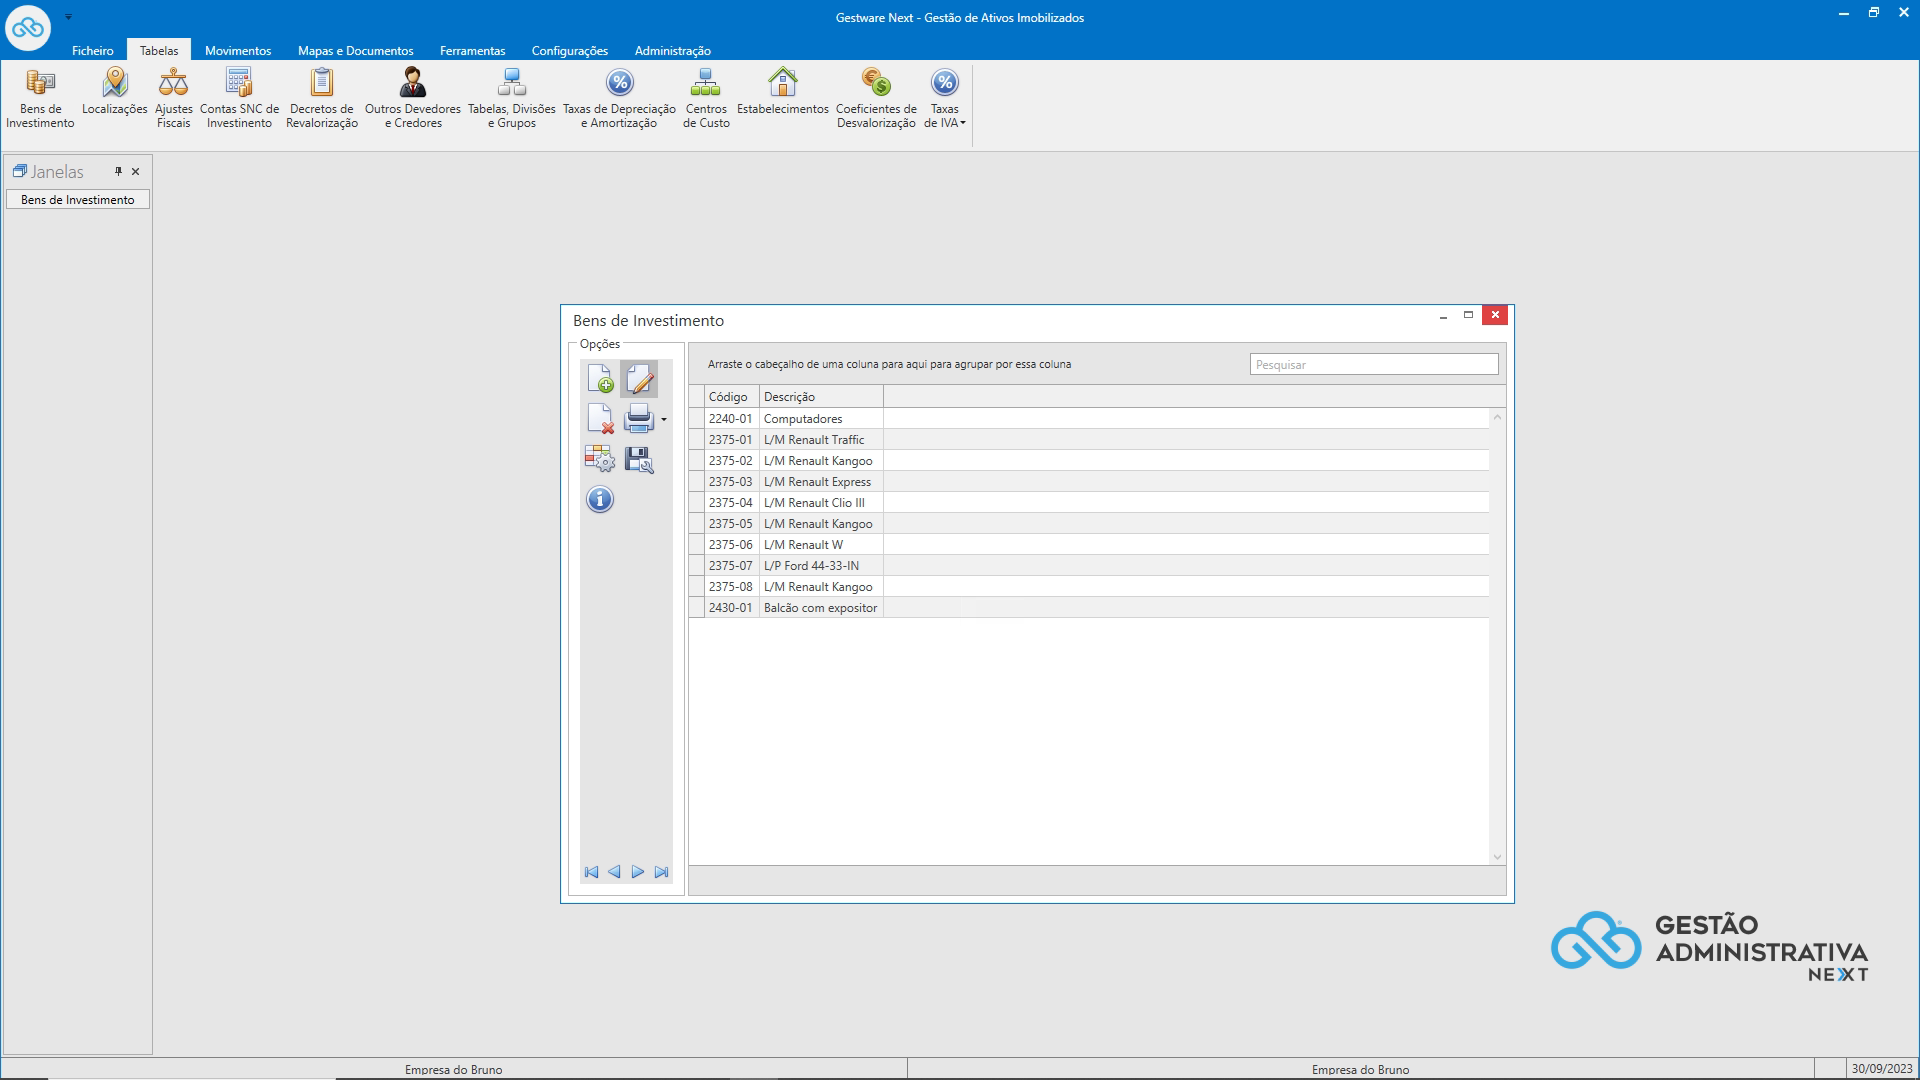 Gestware Next - Gestão de Ativos Imobilizados
Ficheiro Tabelas Movimentos Mapas e Documentos Ferramentas Configurações Administração
Bens de Investimento
Localizações
Ajustes Fiscais
Contas SNC de Investinento
Decretos de Revalorização
Outros Devedores e Credores
Tabelas, Divisões e Grupos
Taxas de Depreciação e Amortização
Centros de Custo
Estabelecimentos
Coeficientes de Desvalorização
Taxas de IVA
Janelas
Bens de Investimento
Bens de Investimento
Opções
Arraste o cabeçalho de uma coluna para aqui para agrupar por essa coluna
Pesquisar
Código Descrição
2240-01 Computadores
2375-01 L/M Renault Traffic
2375-02 L/M Renault Kangoo
2375-03 L/M Renault Express
2375-04 L/M Renault Clio III
2375-05 L/M Renault Kangoo
2375-06 L/M Renault W
2375-07 L/P Ford 44-33-IN
2375-08 L/M Renault Kangoo
2430-01 Balcão com expositor
GESTÃO
ADMINISTRATIVA
NEXT
Empresa do Bruno Empresa do Bruno 30/09/2023